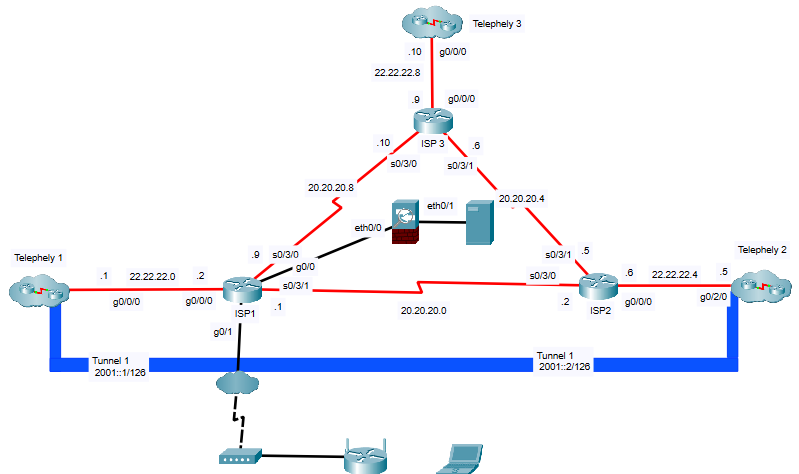 Telephely 3
.10 g0/0/0
22.22.22.8
.9 g0/0/0
.10 ISP 3 .6
s0/3/0 s0/3/1
20.20.20.8 20.20.20.4
eth0/1
eth0/0
Telephely 1
.9 s0/3/0
g0/0
s0/3/1 .5
Telephely 2
.1 22.22.22.0 .2
s0/3/1
s0/3/0 .6 22.22.22.4 .5
g0/0/0 g0/0/0
ISP1 .1
20.20.20.0
.2 ISP2
g0/0/0 g0/2/0
g0/1
Tunnel 1
2001::1/126
Tunnel 1
2001::2/126